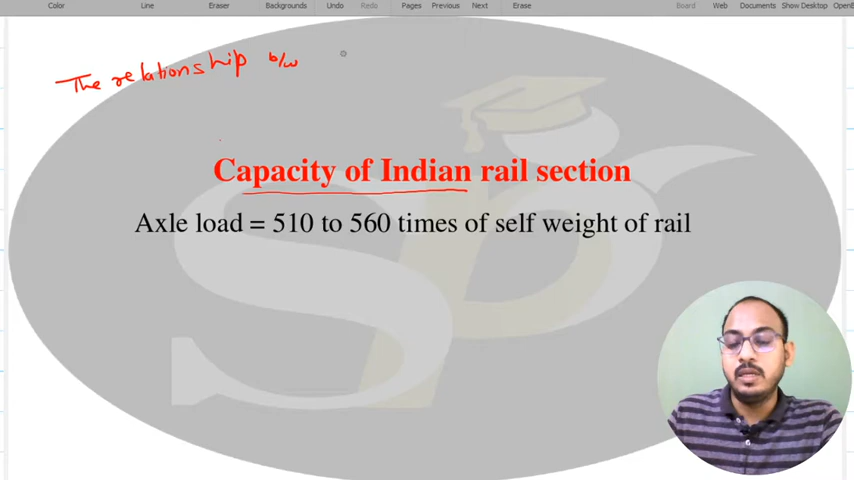 Color Line Eraser Backgrounds Undo Redo Pages Previous Next Erase Board Web Documents Show Desktop OpenB
The relationship b/w
Capacity of Indian rail section
Axle load = 510 to 560 times of self weight of rail